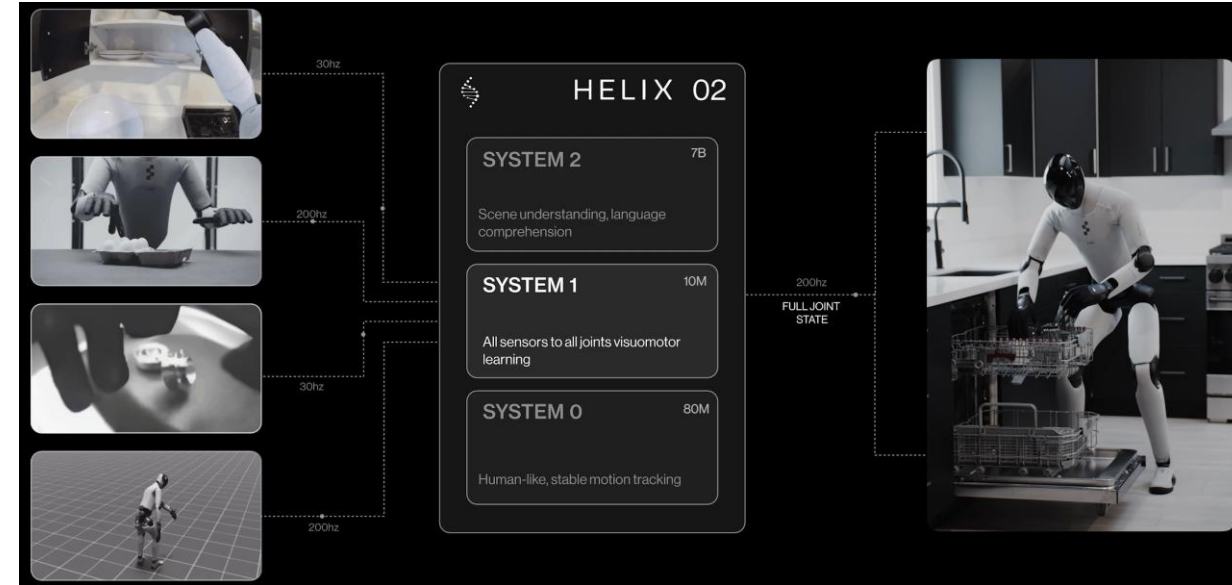 30hz
200hz
30hz
200hz
HELIX 02
SYSTEM 2
7B
Scene understanding, language
comprehension
SYSTEM 1
10M
All sensors to all joints visuomotor
learning
SYSTEM 0
80M
Human-like, stable motion tracking
200hz
FULL JOINT
STATE